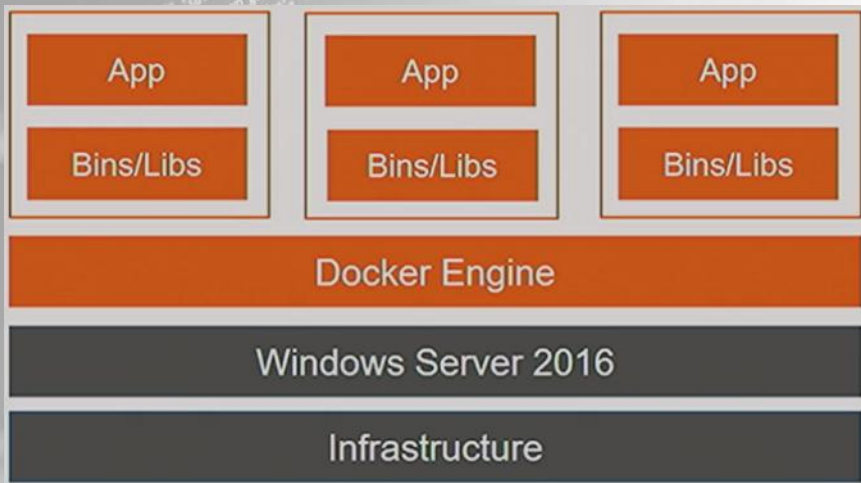 App
App
App
Bins/Libs
Bins/Libs
Bins/Libs
Docker Engine
Windows Server 2016
Infrastructure